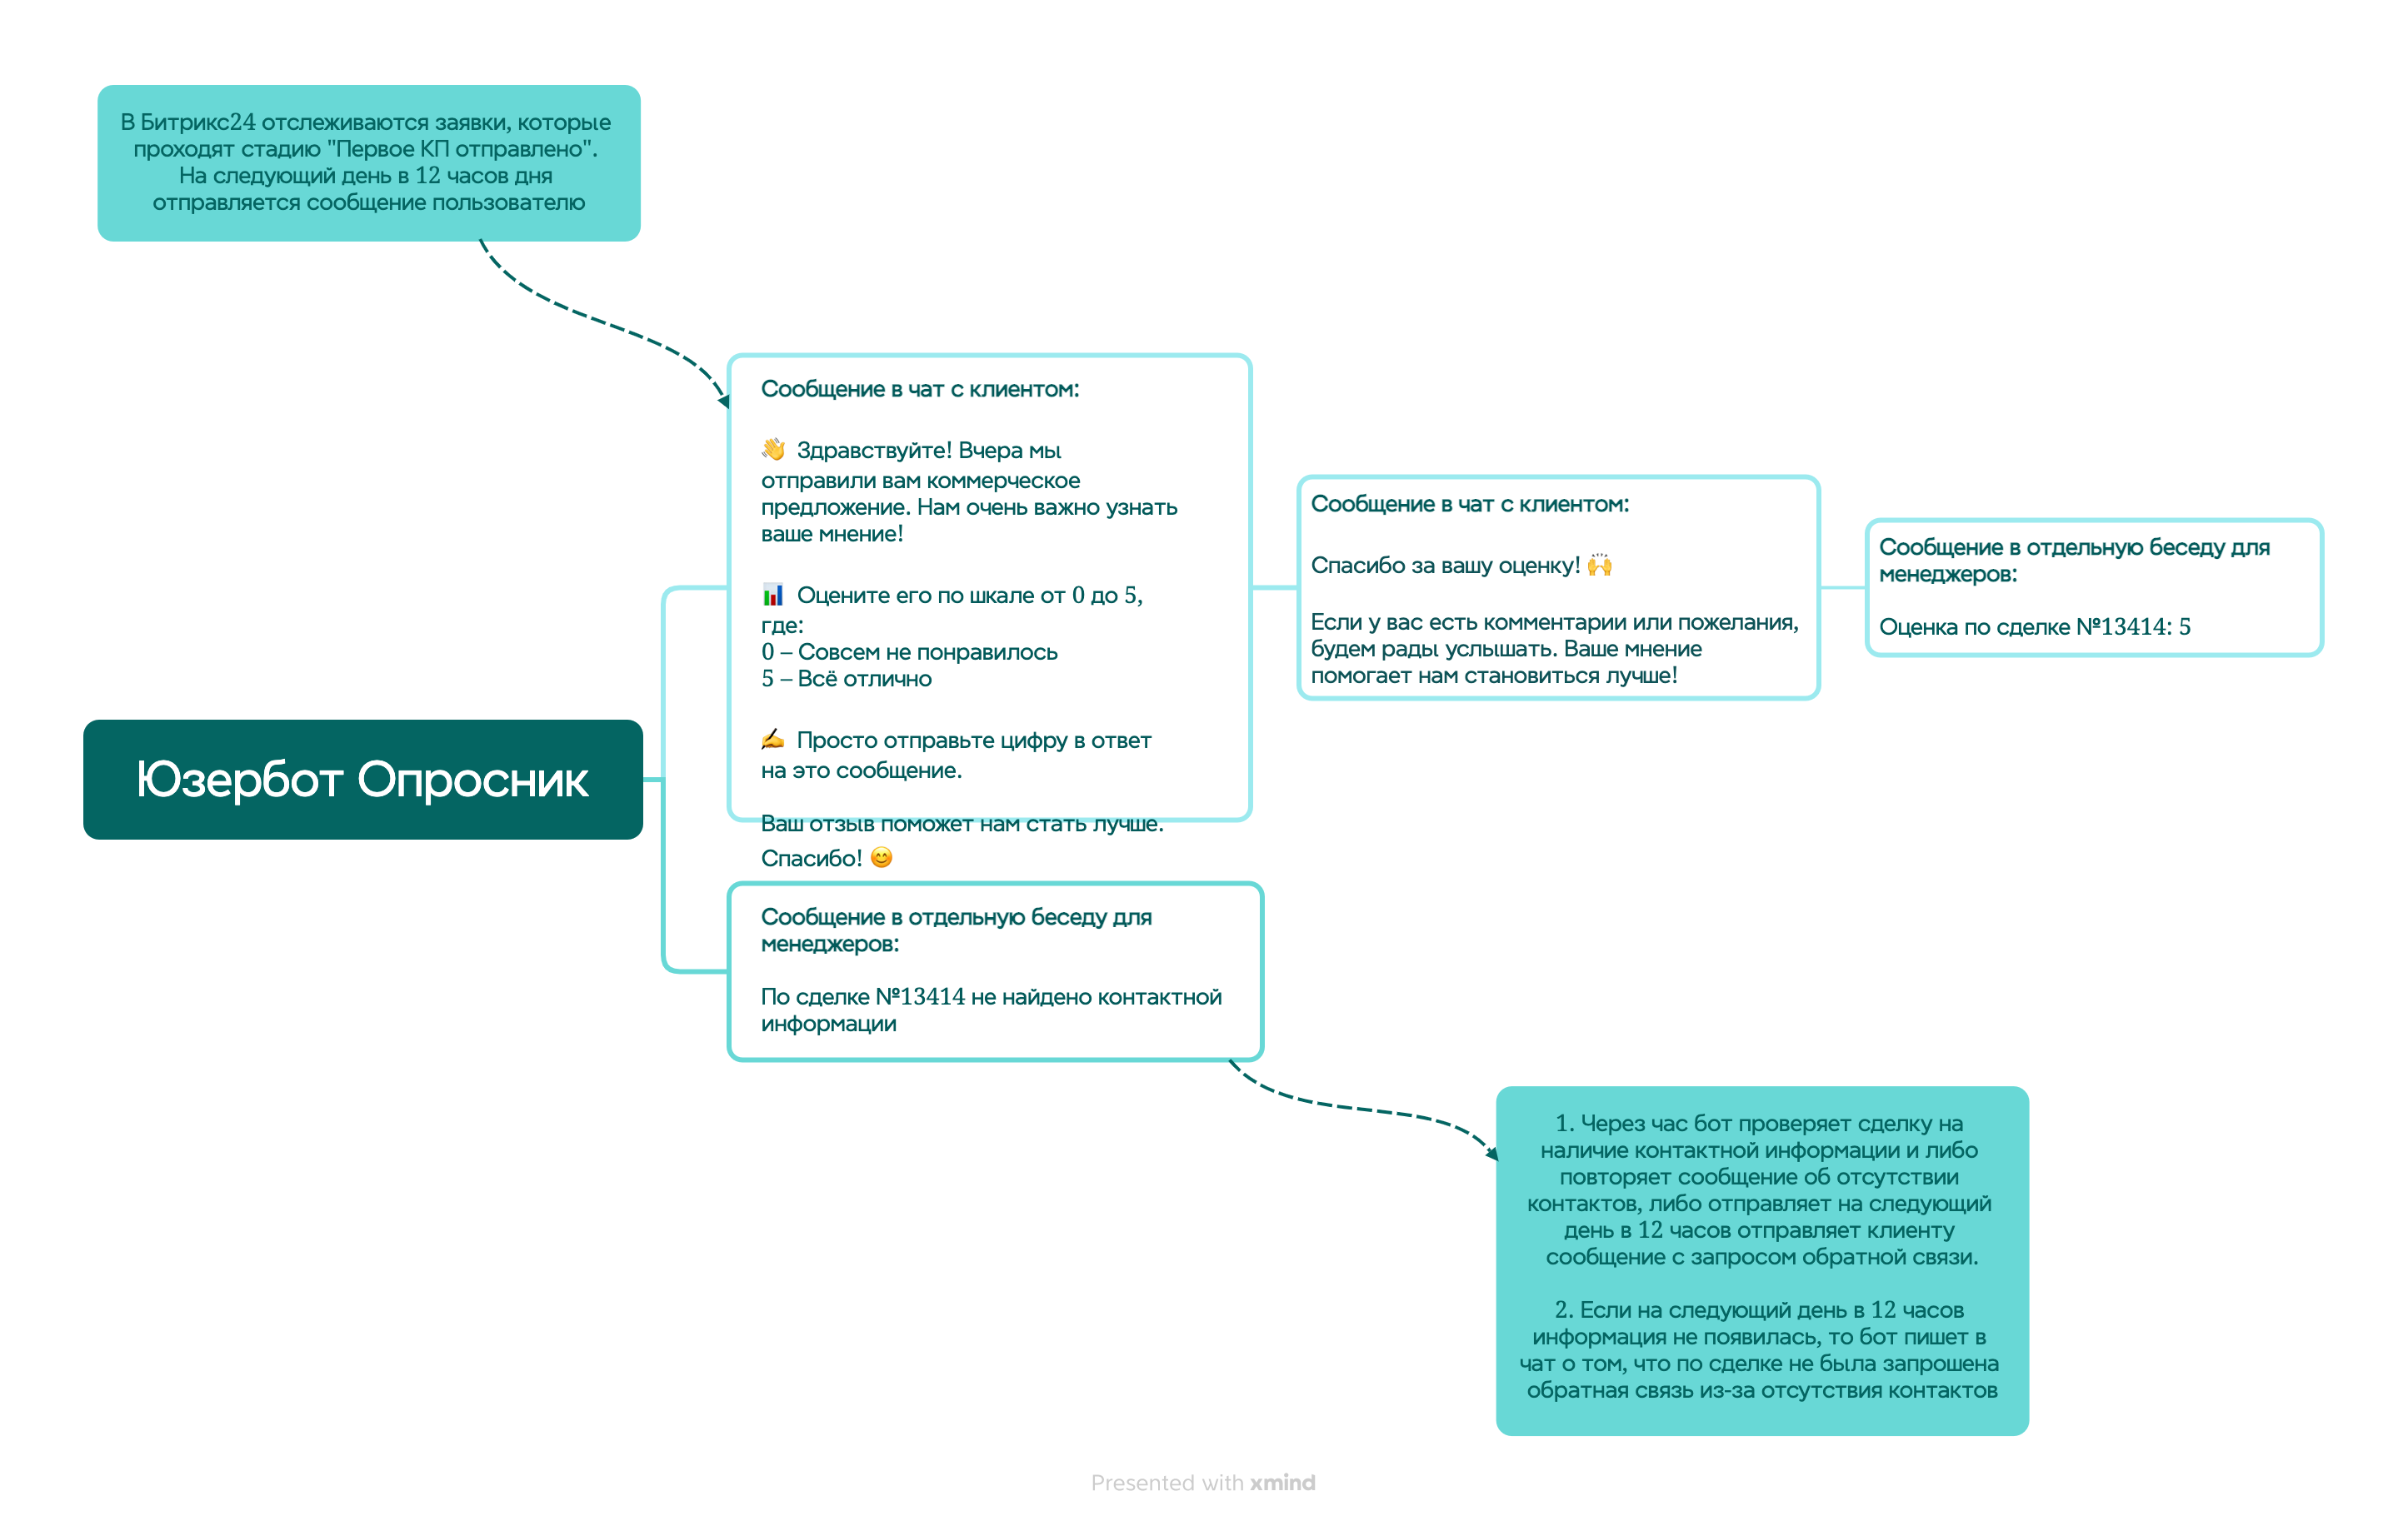 В Битрикс24 отслеживаются заявки, которые
проходят стадию "Первое КП отправлено".
На следующий день в 12 часов дня
отправляется сообщение пользователю
Сообщение в чат с клиентом:
👋 Здравствуйте! Вчера мы
отправили вам коммерческое
предложение. Нам очень важно узнать
ваше мнение!
📊 Оцените его по шкале от 0 до 5,
где:
0 – Совсем не понравилось
5 – Всё отлично
✍️ Просто отправьте цифру в ответ
на это сообщение.
Ваш отзыв поможет нам стать лучше.
Спасибо! 😊
Сообщение в чат с клиентом:
Спасибо за вашу оценку! 🙌
Если у вас есть комментарии или пожелания,
будем рады услышать. Ваше мнение
помогает нам становиться лучше!
Сообщение в отдельную беседу для
менеджеров:
Оценка по сделке №13414: 5
Юзербот Опросник
Сообщение в отдельную беседу для
менеджеров:
По сделке №13414 не найдено контактной
информации
1. Через час бот проверяет сделку на
наличие контактной информации и либо
повторяет сообщение об отсутствии
контактов, либо отправляет на следующий
день в 12 часов отправляет клиенту
сообщение с запросом обратной связи.
2. Если на следующий день в 12 часов
информация не появилась, то бот пишет в
чат о том, что по сделке не была запрошена
обратная связь из-за отсутствия контактов
Presented with xmind